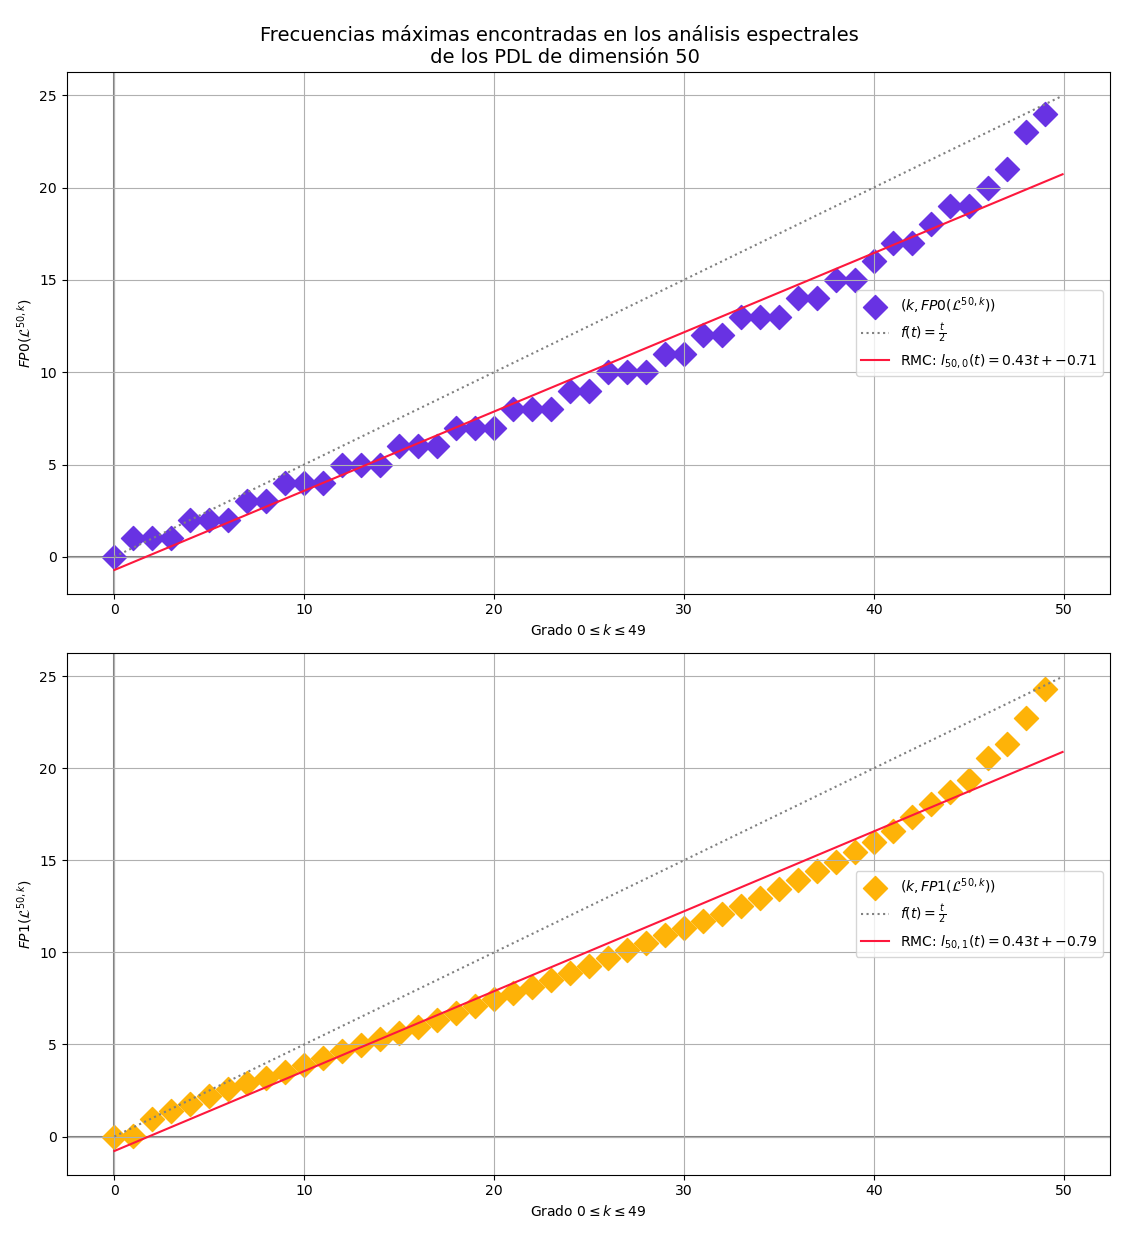 Frecuencias máximas encontradas en los análisis espectrales
de los PDL de dimensión 50
25
20
15
10
5
0
0 10 20 30 40 50
FP0(ℒ^{50,k})
Grado 0 ≤ k ≤ 49
(k, FP0(ℒ^{50,k}))
f(t) = t/2
RMC: l_{50,0}(t) = 0.43t + −0.71
25
20
15
10
5
0
0 10 20 30 40 50
FP1(ℒ^{50,k})
Grado 0 ≤ k ≤ 49
(k, FP1(ℒ^{50,k}))
f(t) = t/2
RMC: l_{50,1}(t) = 0.43t + −0.79